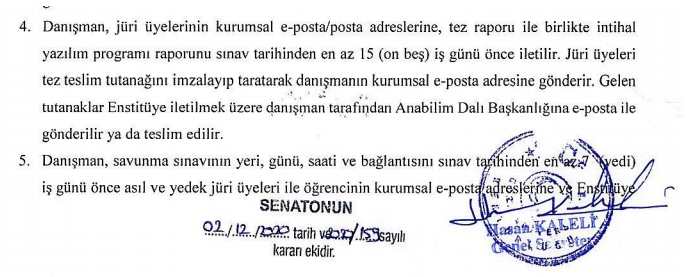 4. Danışman, jüri üyelerinin kurumsal e-posta/posta adreslerine, tez raporu ile birlikte intihal
yazılım programı raporunu sınav tarihinden en az 15 (on beş) iş günü önce iletilir. Jüri üyeleri
tez teslim tutanağını imzalayıp taratarak danışmanın kurumsal e-posta adresine gönderir. Gelen
tutanaklar Enstitüye iletilmek üzere danışman tarafından Anabilim Dalı Başkanlığına e-posta ile
gönderilir ya da teslim edilir.
5. Danışman, savunma sınavının yeri, günü, saati ve bağlantısını sınav tarihinden en az 7 (yedi)
iş günü önce asıl ve yedek jüri üyeleri ile öğrencinin kurumsal e-posta adreslerine ve Enstitüye
SENATONUN
02/12/2020 tarih ve 2020/159 sayılı
kararı ekidir.
Hasan KALELİ
Genel Sekreter